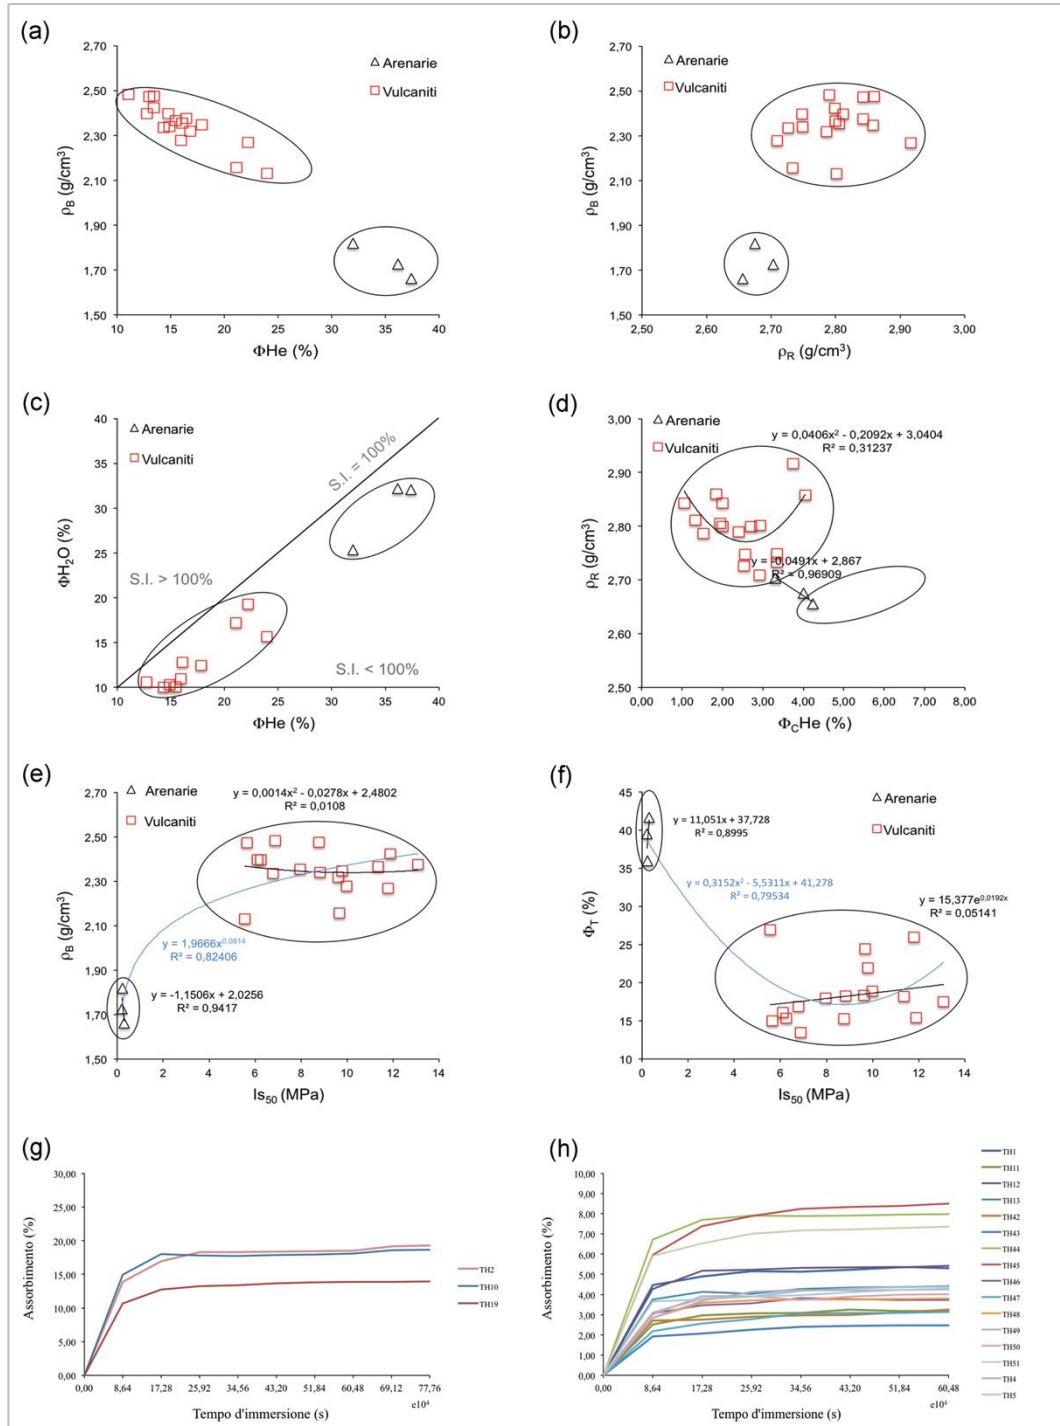 (a)
2,70
2,50
2,30
2,10
1,90
1,70
1,50
ρB (g/cm³)
10 15 20 25 30 35 40
ΦHe (%)
Arenarie
Vulcaniti
(b)
2,70
2,50
2,30
2,10
1,90
1,70
1,50
ρB (g/cm³)
2,50 2,60 2,70 2,80 2,90 3,00
ρR (g/cm³)
Arenarie
Vulcaniti
(c)
40
35
30
25
20
15
10
ΦH₂O (%)
10 15 20 25 30 35 40
ΦHe (%)
Arenarie
Vulcaniti
S.I. = 100%
S.I. > 100%
S.I. < 100%
(d)
3,00
2,90
2,80
2,70
2,60
2,50
ρR (g/cm³)
0,00 1,00 2,00 3,00 4,00 5,00 6,00 7,00 8,00
ΦCHe (%)
Arenarie
Vulcaniti
y = 0,0406x² - 0,2092x + 3,0404
R² = 0,31237
y = -0,0491x + 2,867
R² = 0,96909
(e)
2,70
2,50
2,30
2,10
1,90
1,70
1,50
ρB (g/cm³)
0 2 4 6 8 10 12 14
Is₅₀ (MPa)
Arenarie
Vulcaniti
y = 0,0014x² - 0,0278x + 2,4802
R² = 0,0108
y = 1,9666x^0,0814
R² = 0,82406
y = -1,1506x + 2,0256
R² = 0,9417
(f)
45
40
35
30
25
20
15
10
ΦT (%)
0 2 4 6 8 10 12 14
Is₅₀ (MPa)
Arenarie
Vulcaniti
y = 11,051x + 37,728
R² = 0,8995
y = 0,3152x² - 5,5311x + 41,278
R² = 0,79534
y = 15,377e^0,0192x
R² = 0,05141
(g)
30,00
25,00
20,00
15,00
10,00
5,00
0,00
Assorbimento (%)
0,00 8,64 17,28 25,92 34,56 43,20 51,84 60,48 69,12 77,76
e10⁴
Tempo d'immersione (s)
TH2
TH10
TH19
(h)
10,00
9,00
8,00
7,00
6,00
5,00
4,00
3,00
2,00
1,00
0,00
Assorbimento (%)
0,00 8,64 17,28 25,92 34,56 43,20 51,84 60,48
e10⁴
Tempo d'immersione (s)
TH1
TH11
TH12
TH13
TH42
TH43
TH44
TH45
TH46
TH47
TH48
TH49
TH50
TH51
TH4
TH5